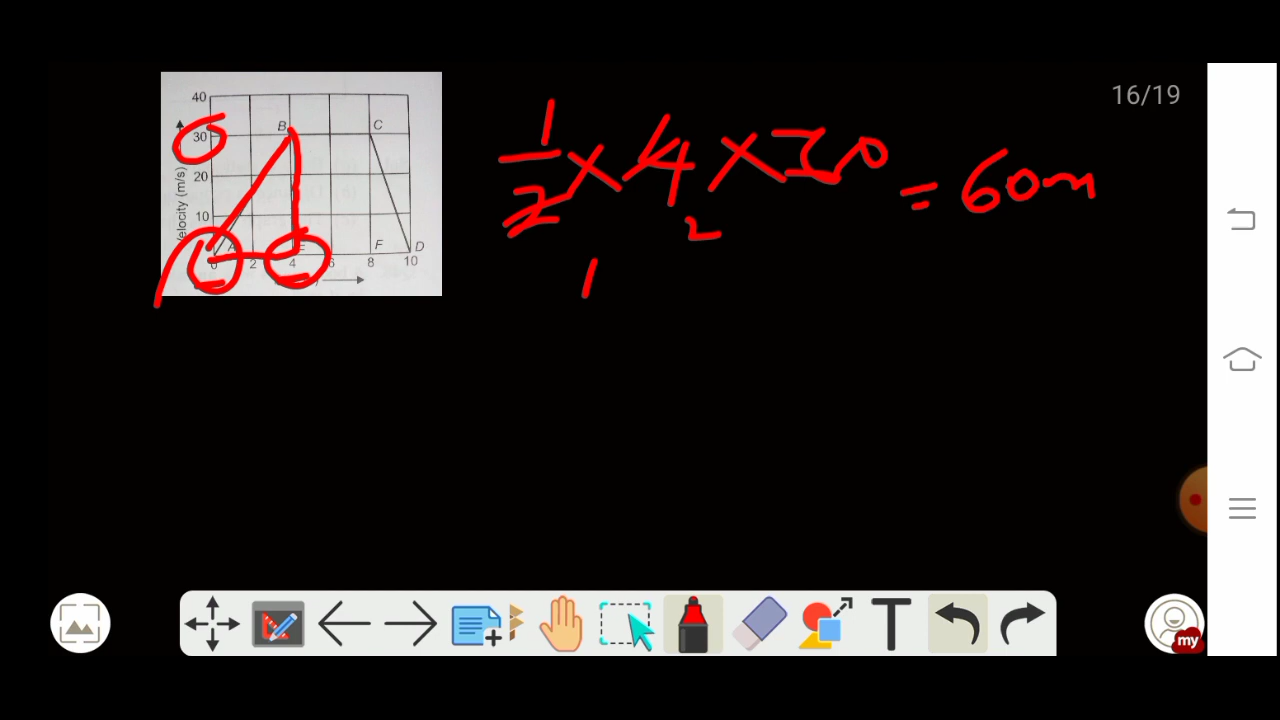 16/19
40
30
20
10
Velocity (m/s)
B
C
A
E
F
D
0 2 4 6 8 10
1/2 × 4 × 30 = 60m
2
1
T
my